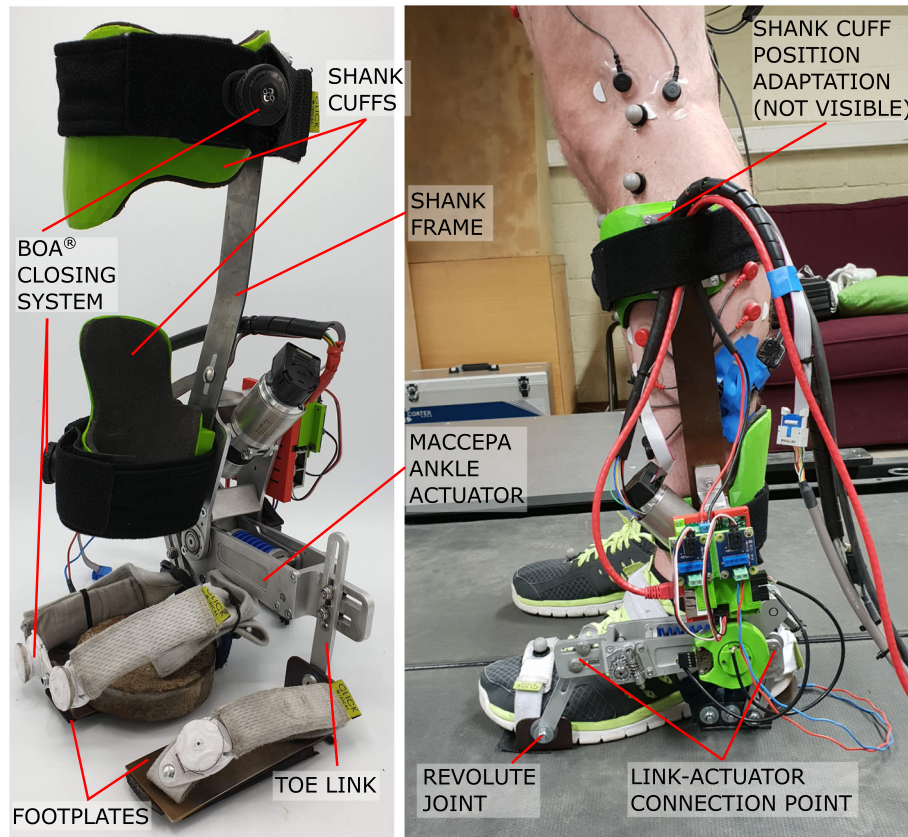 SHANK
CUFFS
SHANK CUFF
POSITION
ADAPTATION
(NOT VISIBLE)
SHANK
FRAME
BOA®
CLOSING
SYSTEM
MACCEPA
ANKLE
ACTUATOR
FOOTPLATES
TOE LINK
REVOLUTE
JOINT
LINK-ACTUATOR
CONNECTION POINT
CORTEX
CLICK